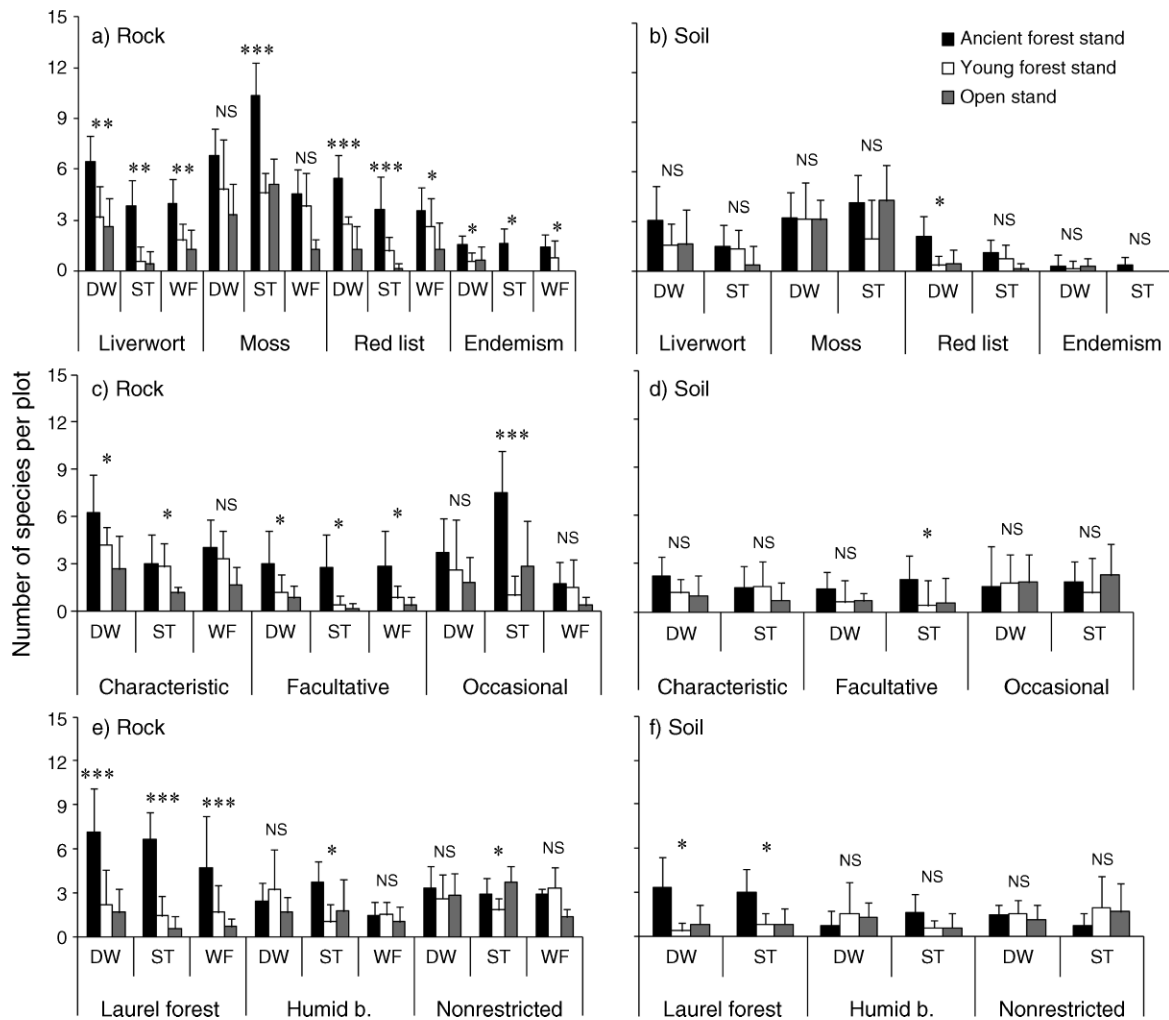 a) Rock
15
12
9
6
3
0
** ** ** NS *** NS *** *** * * * *
DW ST WF DW ST WF DW ST WF DW ST WF
Liverwort Moss Red list Endemism
b) Soil
Ancient forest stand
Young forest stand
Open stand
NS NS NS NS * NS NS NS
DW ST DW ST DW ST DW ST
Liverwort Moss Red list Endemism
Number of species per plot
c) Rock
15
12
9
6
3
0
* * NS * * * NS *** NS
DW ST WF DW ST WF DW ST WF
Characteristic Facultative Occasional
d) Soil
NS NS NS * NS NS
DW ST DW ST DW ST
Characteristic Facultative Occasional
e) Rock
15
12
9
6
3
0
*** *** *** NS * NS NS * NS
DW ST WF DW ST WF DW ST WF
Laurel forest Humid b. Nonrestricted
f) Soil
* * NS NS NS NS
DW ST DW ST DW ST
Laurel forest Humid b. Nonrestricted